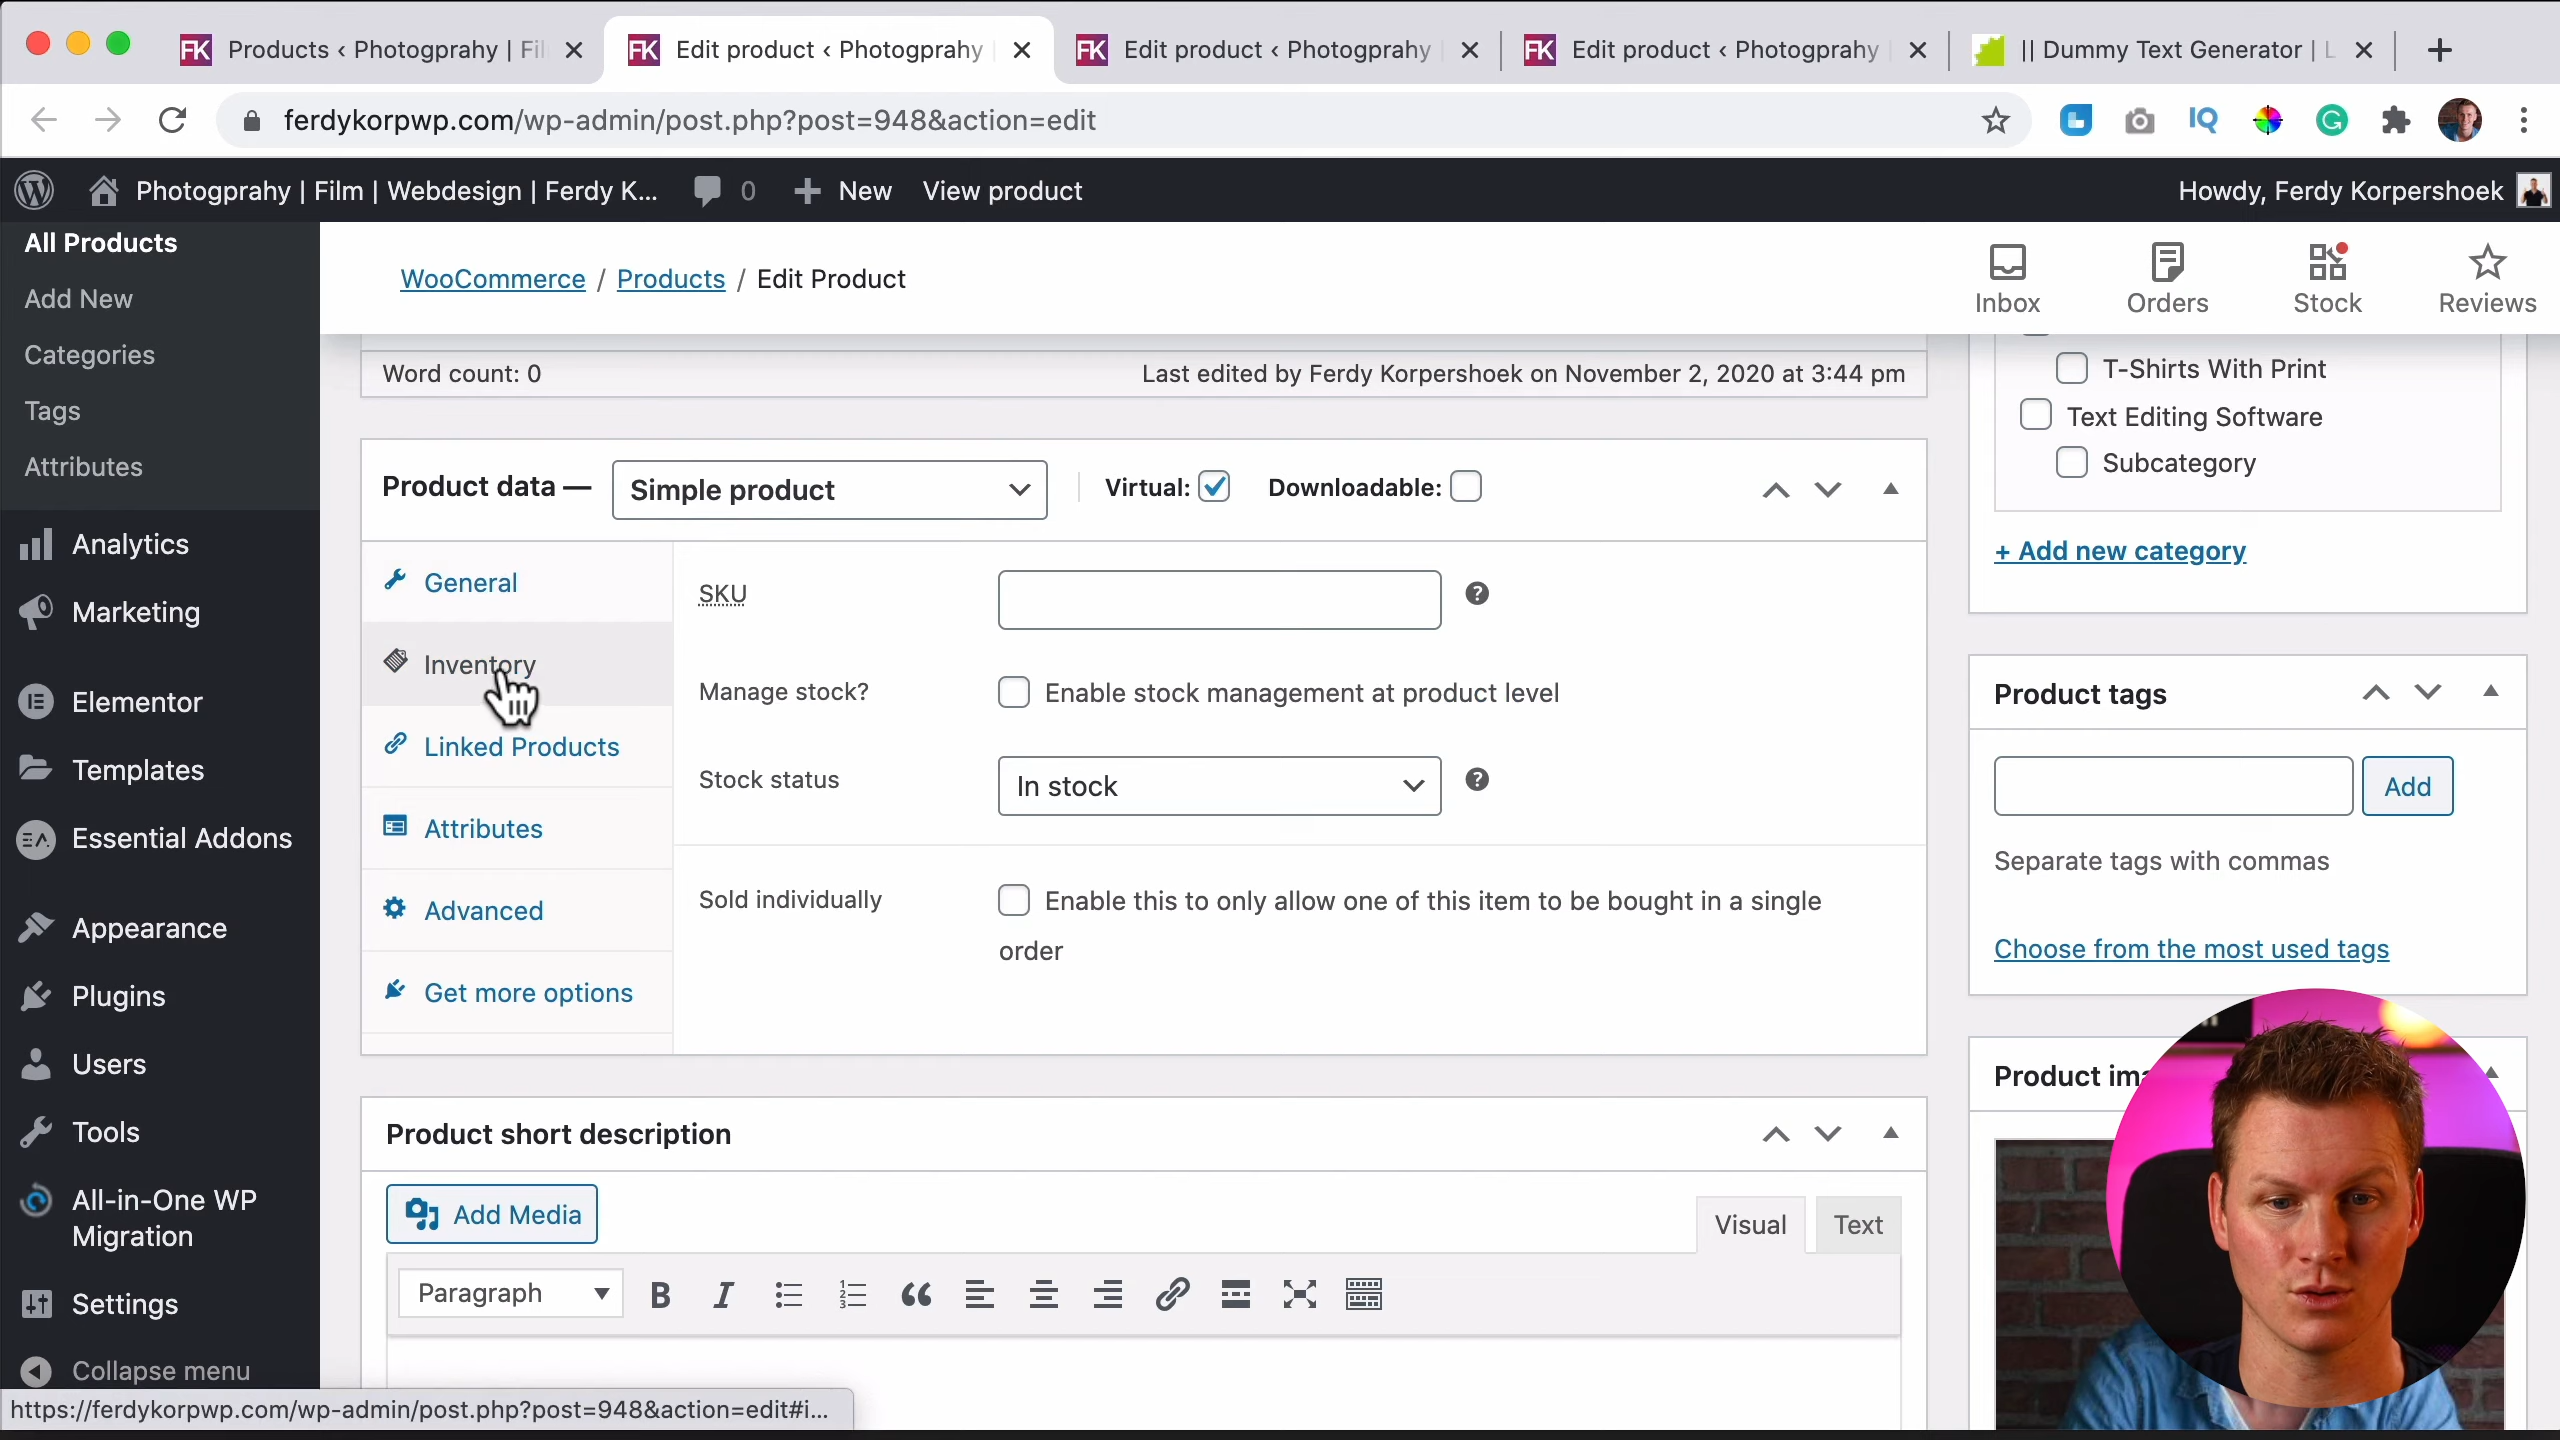 Products ‹ Photogprahy | Fil
Edit product ‹ Photogprahy
Edit product ‹ Photogprahy
Edit product ‹ Photogprahy
|| Dummy Text Generator | L
ferdykorpwp.com/wp-admin/post.php?post=948&action=edit
Photogprahy | Film | Webdesign | Ferdy K...
0
New
View product
Howdy, Ferdy Korpershoek
All Products
Add New
Categories
Tags
Attributes
Analytics
Marketing
Elementor
Templates
Essential Addons
Appearance
Plugins
Users
Tools
All-in-One WP
Migration
Settings
Collapse menu
WooCommerce / Products / Edit Product
Inbox
Orders
Stock
Reviews
Word count: 0
Last edited by Ferdy Korpershoek on November 2, 2020 at 3:44 pm
Product data —
Simple product
Virtual:
Downloadable:
General
Inventory
Linked Products
Attributes
Advanced
Get more options
SKU
Manage stock?
Enable stock management at product level
Stock status
In stock
Sold individually
Enable this to only allow one of this item to be bought in a single
order
Product short description
Add Media
Visual
Text
Paragraph
T-Shirts With Print
Text Editing Software
Subcategory
+ Add new category
Product tags
Add
Separate tags with commas
Choose from the most used tags
Product ima
https://ferdykorpwp.com/wp-admin/post.php?post=948&action=edit#i...